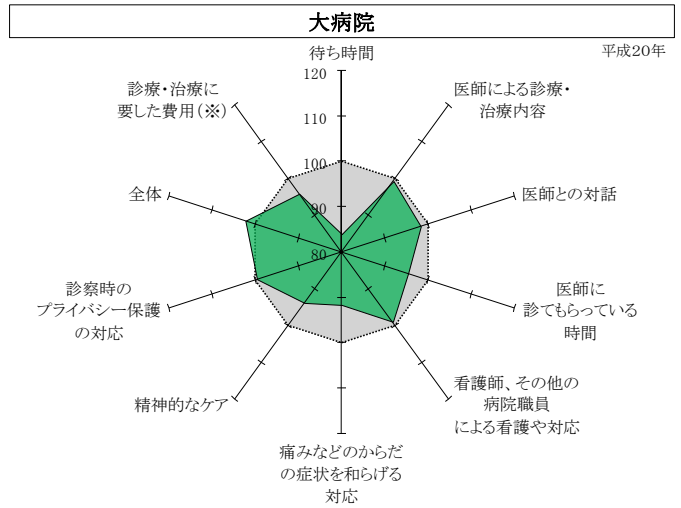 大病院
平成20年
待ち時間
医師による診療・
治療内容
医師との対話
医師に
診てもらっている
時間
看護師、その他の
病院職員
による看護や対応
痛みなどのからだ
の症状を和らげる
対応
精神的なケア
診察時の
プライバシー保護
の対応
全体
診療・治療に
要した費用（※）
120
110
100
90
80